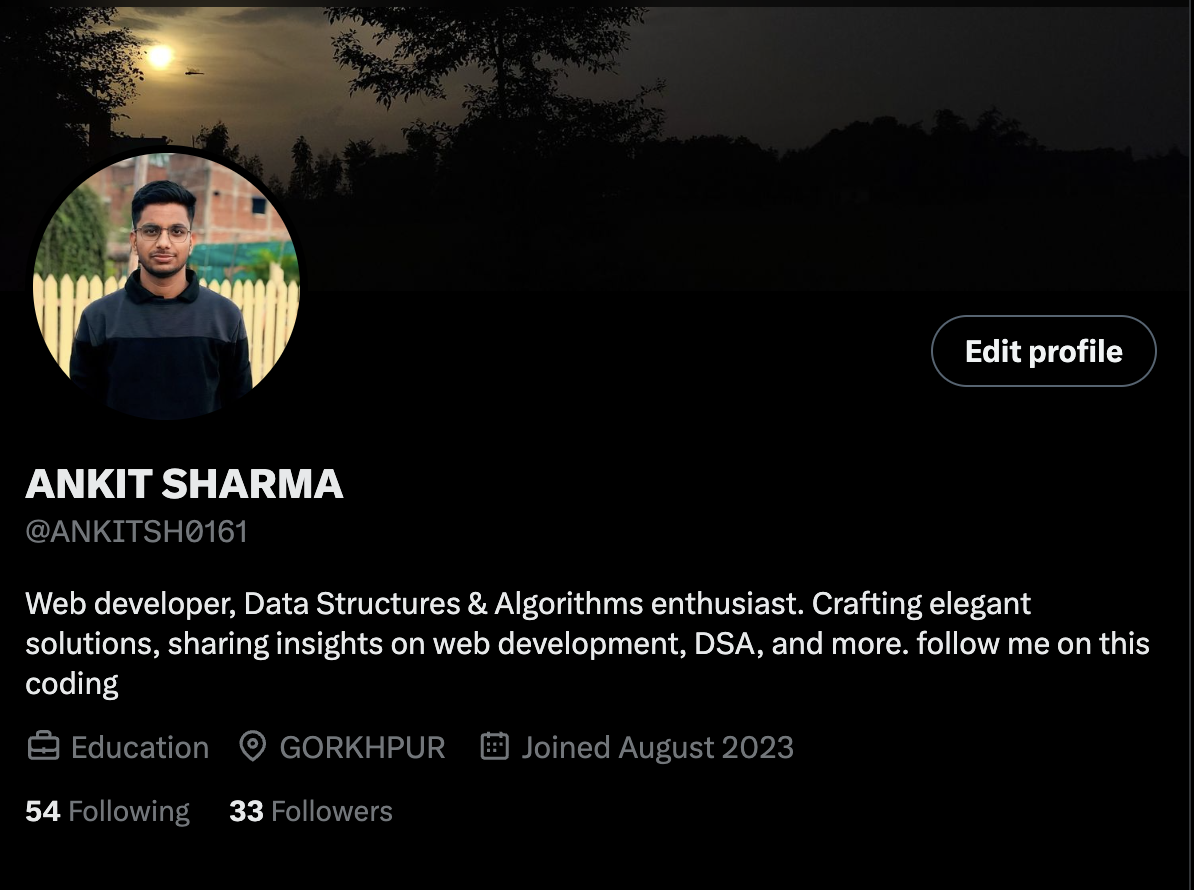 Edit profile
ANKIT SHARMA
@ANKITSH0161
Web developer, Data Structures & Algorithms enthusiast. Crafting elegant
solutions, sharing insights on web development, DSA, and more. follow me on this
coding
Education GORKHPUR Joined August 2023
54 Following 33 Followers